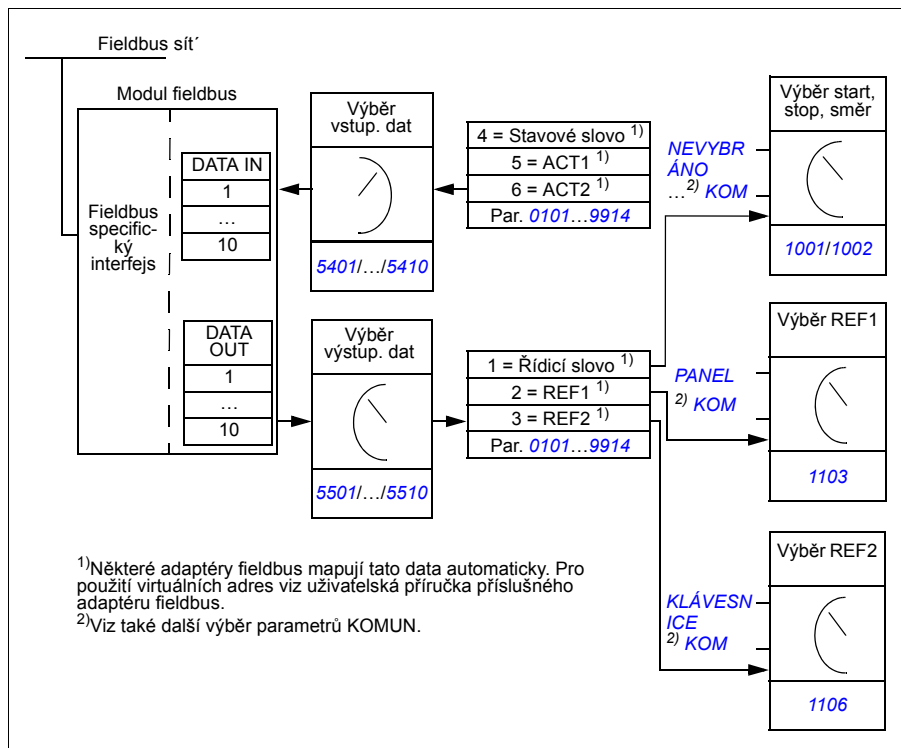 Fieldbus sít´
Modul fieldbus
Fieldbus
specific-
ký
interfejs
DATA IN
1
...
10
DATA
OUT
1
...
10
Výběr
vstup. dat
5401/.../5410
Výběr
výstup. dat
5501/.../5510
4 = Stavové slovo 1)
5 = ACT1 1)
6 = ACT2 1)
Par. 0101...9914
1 = Řídicí slovo 1)
2 = REF1 1)
3 = REF2 1)
Par. 0101...9914
Výběr start,
stop, směr
NEVYBR
ÁNO
...2) KOM
1001/1002
Výběr REF1
PANEL
2) KOM
1103
Výběr REF2
KLÁVESN
ICE
2) KOM
1106
1)Některé adaptéry fieldbus mapují tato data automaticky. Pro
použití virtuálních adres viz uživatelská příručka příslušného
adaptéru fieldbus.
2)Viz také další výběr parametrů KOMUN.